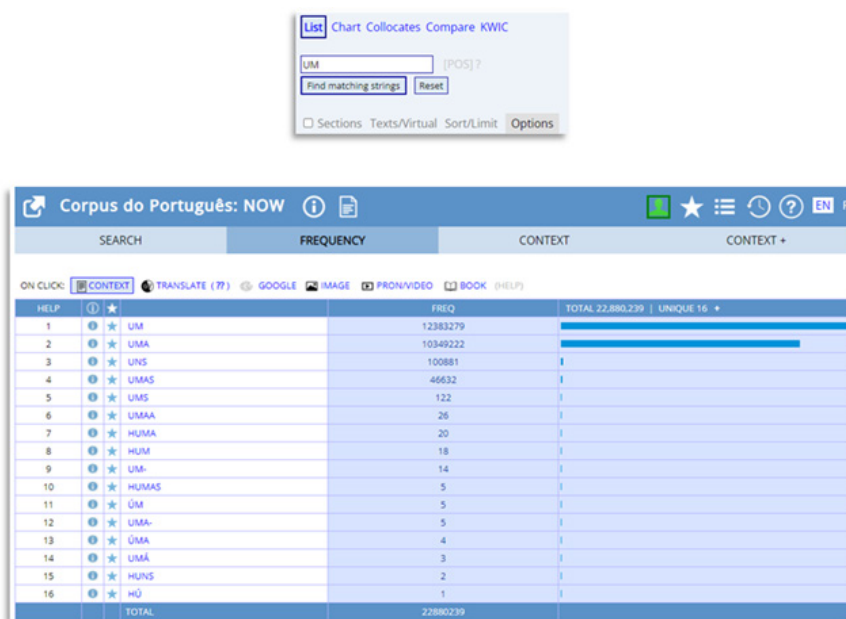 List Chart Collocates Compare KWIC
UM [POS] ?
Find matching strings Reset
Sections Texts/Virtual Sort/Limit Options
Corpus do Português: NOW
EN
SEARCH FREQUENCY CONTEXT CONTEXT +
ON CLICK: CONTEXT TRANSLATE (??) GOOGLE IMAGE PRON/VIDEO BOOK (HELP)
HELP FREQ TOTAL 22,880,239 | UNIQUE 16 +
1 UM 12383279
2 UMA 10349222
3 UNS 100881
4 UMAS 46632
5 UMS 122
6 UMAA 26
7 HUMA 20
8 HUM 18
9 UM- 14
10 HUMAS 5
11 ÚM 5
12 UMA- 5
13 ÚMA 4
14 UMÁ 3
15 HUNS 2
16 HÚ 1
TOTAL 22880239